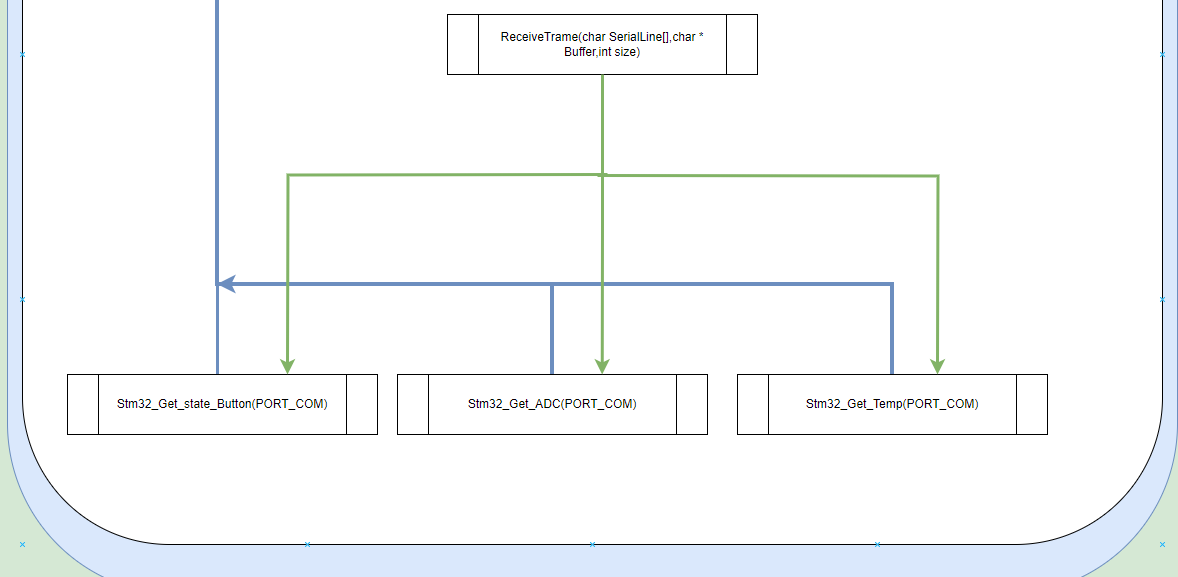 ReceiveTrame(char SerialLine[],char *
Buffer,int size)
Stm32_Get_state_Button(PORT_COM)
Stm32_Get_ADC(PORT_COM)
Stm32_Get_Temp(PORT_COM)